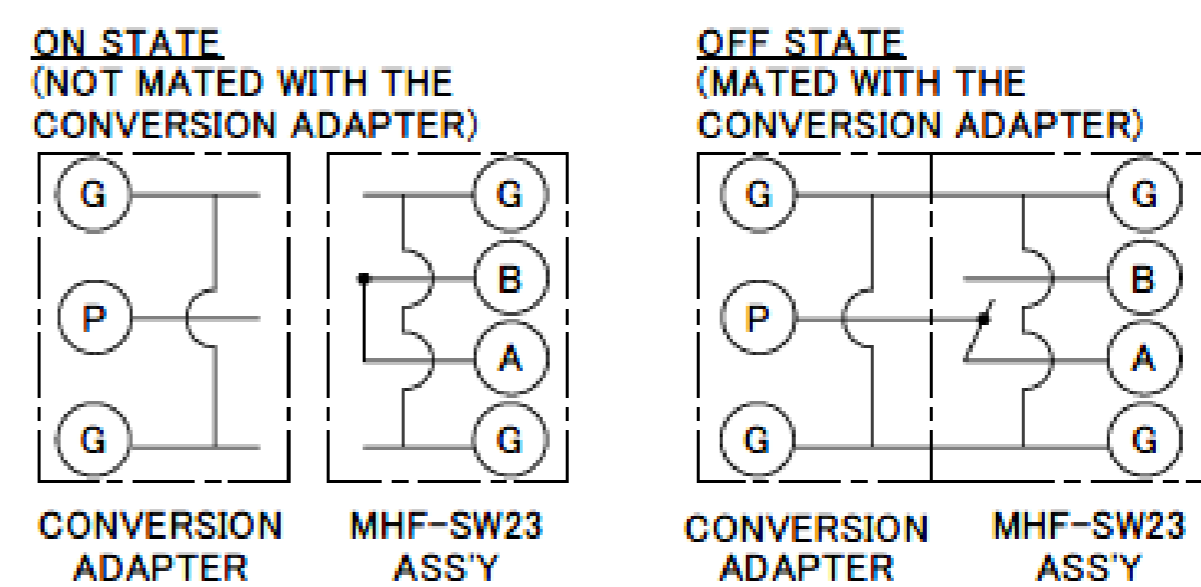 ON STATE
(NOT MATED WITH THE
CONVERSION ADAPTER)
G
P
G
G
B
A
G
CONVERSION
ADAPTER
MHF-SW23
ASS'Y
OFF STATE
(MATED WITH THE
CONVERSION ADAPTER)
G
P
G
G
B
A
G
CONVERSION
ADAPTER
MHF-SW23
ASS'Y